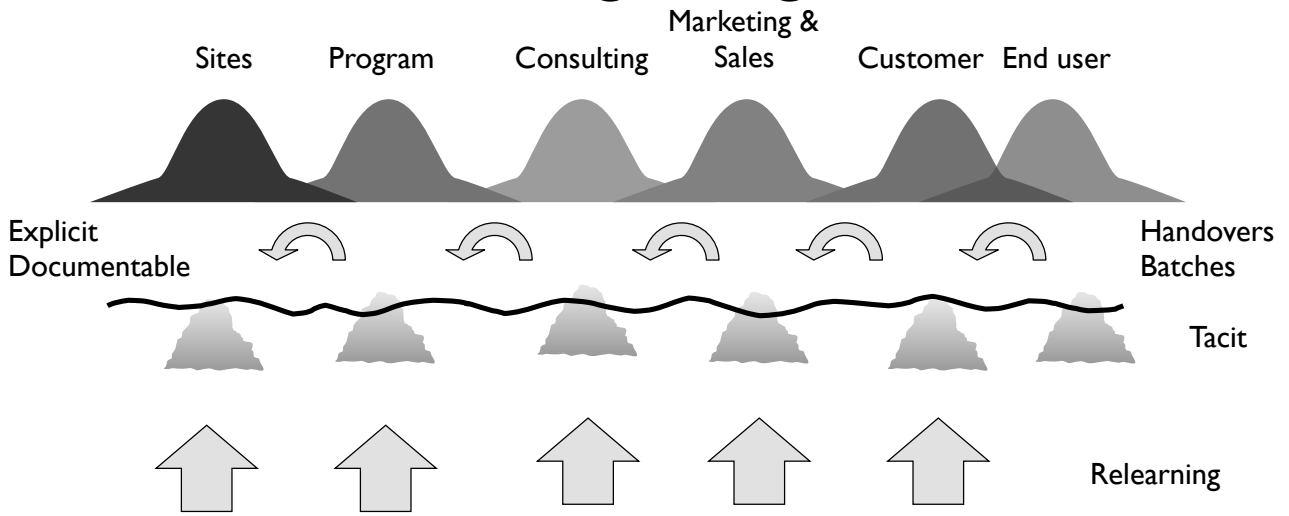 Marketing &
Sites Program Consulting Sales Customer End user
Explicit
Documentable
Handovers
Batches
Tacit
Relearning